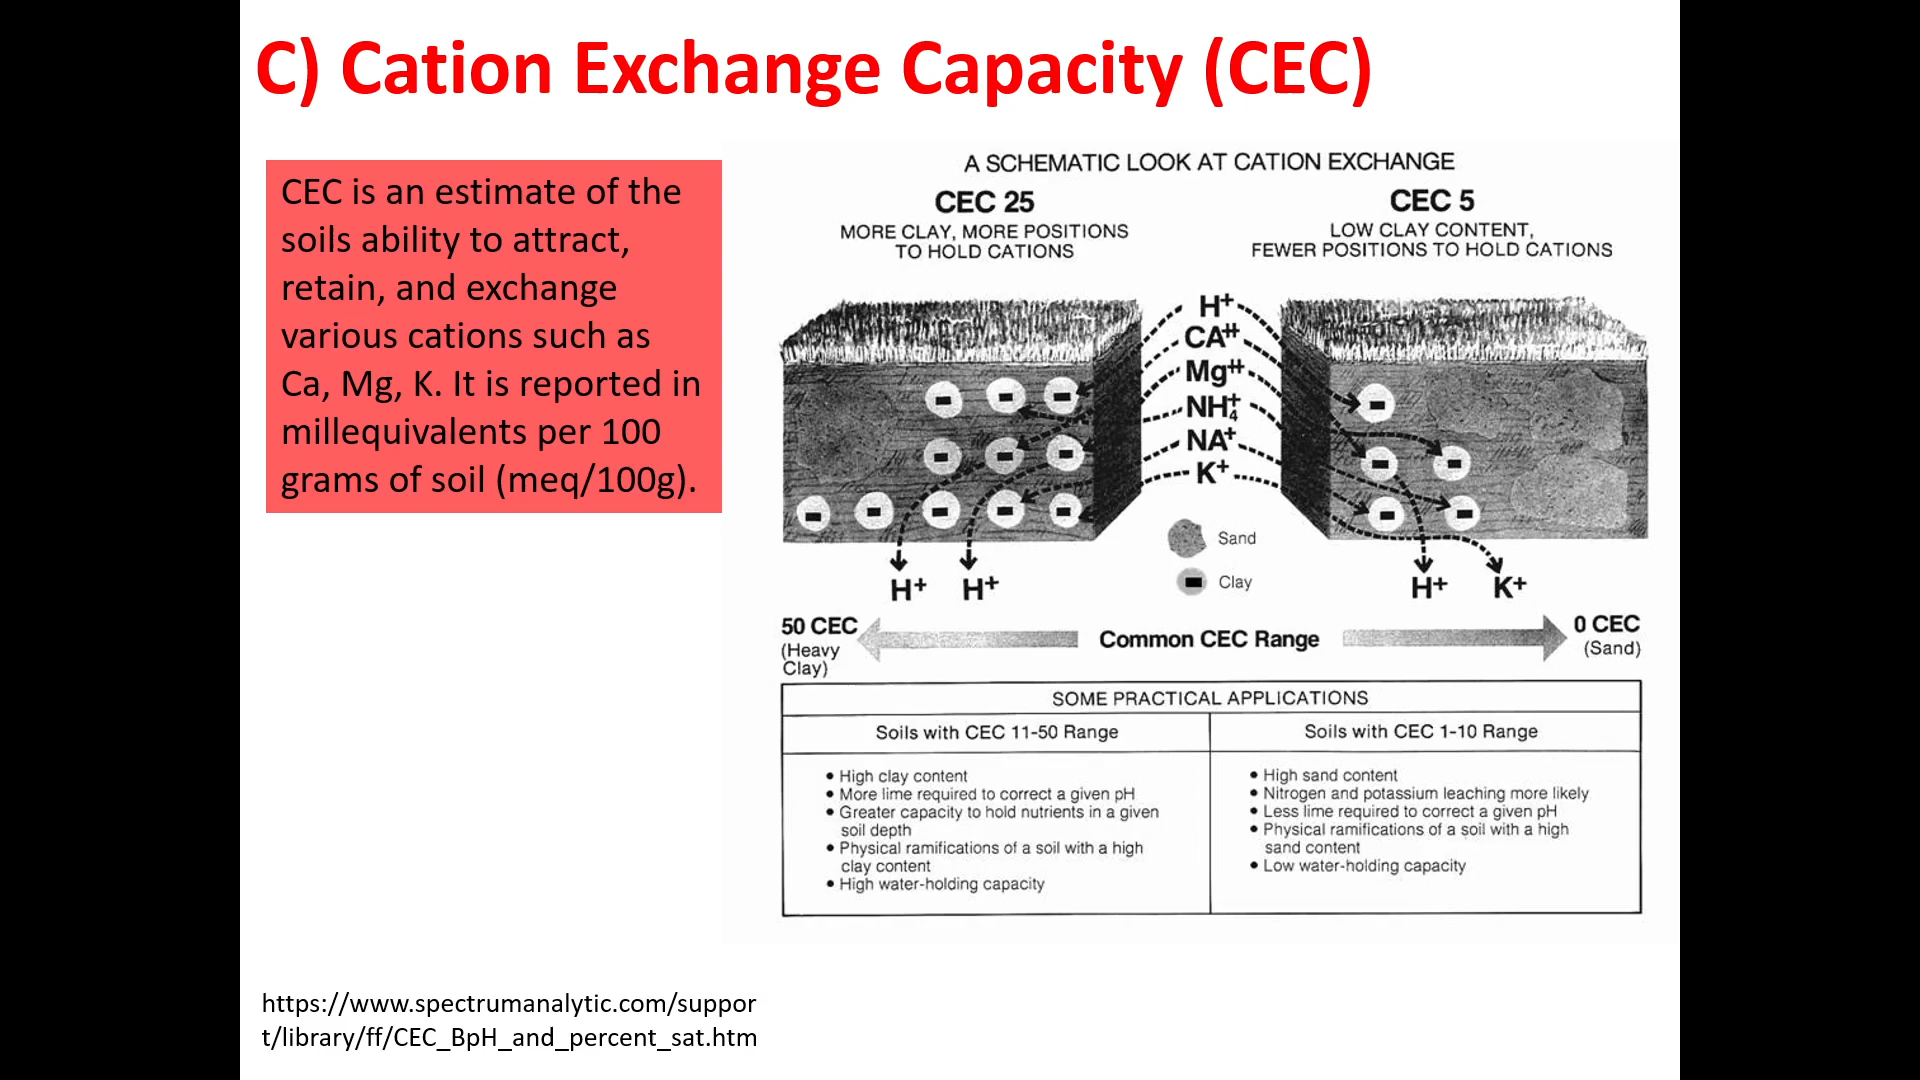 C) Cation Exchange Capacity (CEC)
CEC is an estimate of the
soils ability to attract,
retain, and exchange
various cations such as
Ca, Mg, K. It is reported in
millequivalents per 100
grams of soil (meq/100g).
A SCHEMATIC LOOK AT CATION EXCHANGE
CEC 25
MORE CLAY, MORE POSITIONS
TO HOLD CATIONS
CEC 5
LOW CLAY CONTENT,
FEWER POSITIONS TO HOLD CATIONS
H+
CA++
Mg++
NH4+
NA+
K+
Sand
Clay
H+ H+
H+ K+
50 CEC
(Heavy
Clay)
Common CEC Range
0 CEC
(Sand)
SOME PRACTICAL APPLICATIONS
Soils with CEC 11-50 Range
• High clay content
• More lime required to correct a given pH
• Greater capacity to hold nutrients in a given
soil depth
• Physical ramifications of a soil with a high
clay content
• High water-holding capacity
Soils with CEC 1-10 Range
• High sand content
• Nitrogen and potassium leaching more likely
• Less lime required to correct a given pH
• Physical ramifications of a soil with a high
sand content
• Low water-holding capacity
https://www.spectrumanalytic.com/suppor
t/library/ff/CEC_BpH_and_percent_sat.htm